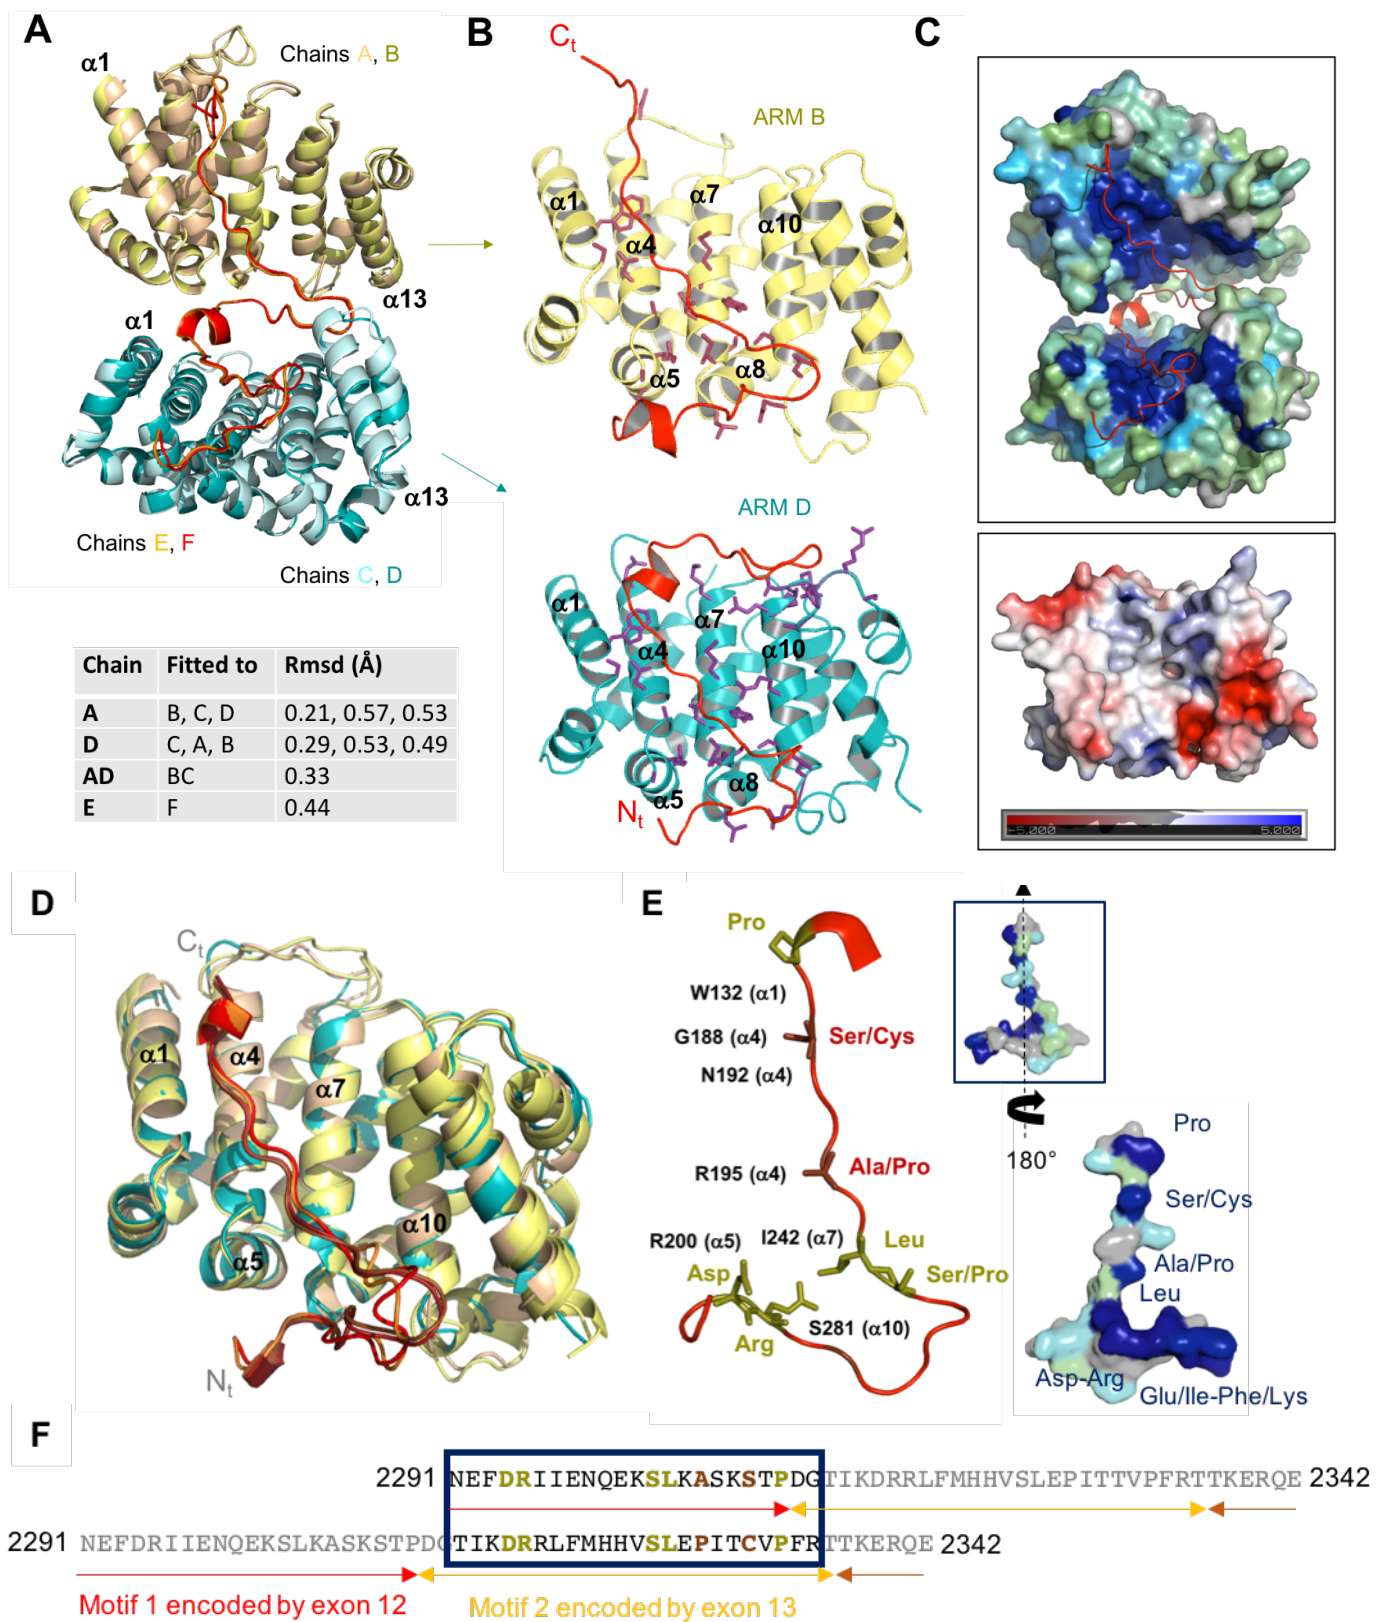 A
Chains A, B
α1
α13
α1
α13
Chains E, F
Chains C, D
Chain Fitted to Rmsd (Å)
A B, C, D 0.21, 0.57, 0.53
D C, A, B 0.29, 0.53, 0.49
AD BC 0.33
E F 0.44
B
Ct
ARM B
α1
α7
α4
α10
α5
α8
ARM D
α1
α7
α4
α10
α5
α8
Nt
C
-5.000 5.000
D
Ct
α1
α4
α7
α10
α5
Nt
E
Pro
W132 (α1)
G188 (α4) Ser/Cys
N192 (α4)
R195 (α4) Ala/Pro
R200 (α5) I242 (α7) Leu
Asp Ser/Pro
S281 (α10)
Arg
180°
Pro
Ser/Cys
Ala/Pro
Leu
Asp-Arg
Glu/Ile-Phe/Lys
F
2291 NEFDRIIENQEKSLKASKSTPDGTIKDRRLFMHHVSLEPITTVPFRTTKERQE 2342
2291 NEFDRIIENQEKSLKASKSTPDGTIKDRRLFMHHVSLEPITCVPFRTTKERQE 2342
Motif 1 encoded by exon 12
Motif 2 encoded by exon 13